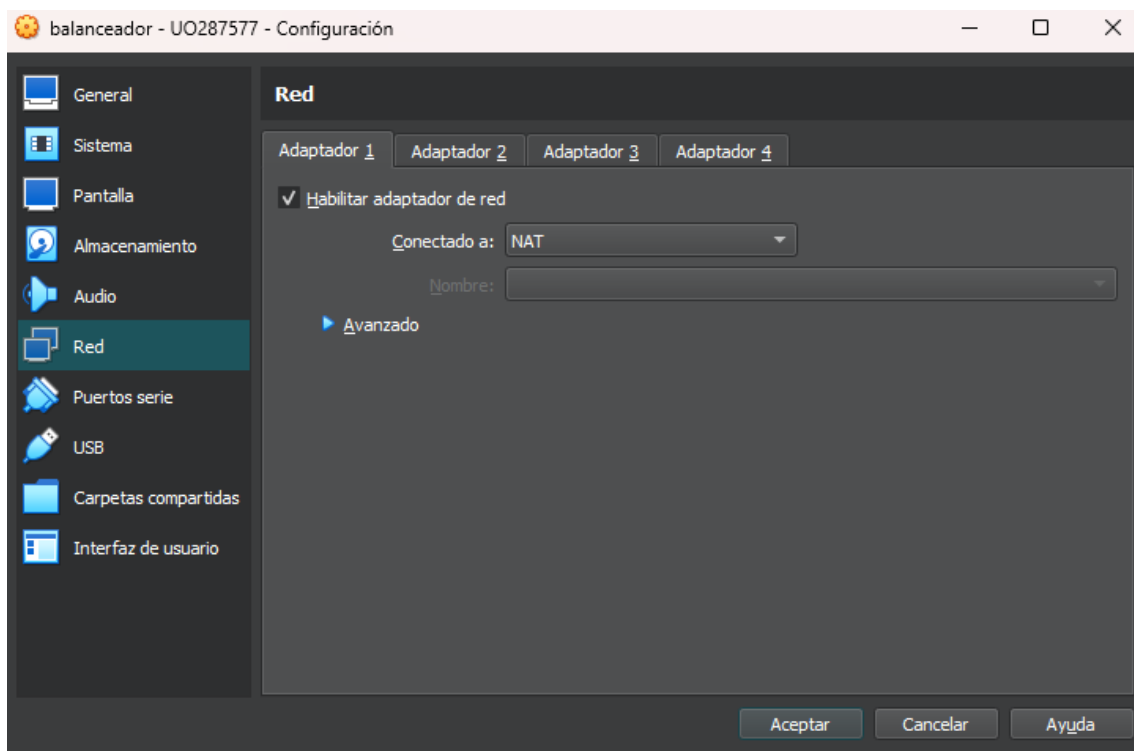 balanceador - UO287577 - Configuración
General
Sistema
Pantalla
Almacenamiento
Audio
Red
Puertos serie
USB
Carpetas compartidas
Interfaz de usuario
Red
Adaptador 1 Adaptador 2 Adaptador 3 Adaptador 4
Habilitar adaptador de red
Conectado a: NAT
Nombre:
Avanzado
Aceptar Cancelar Ayuda